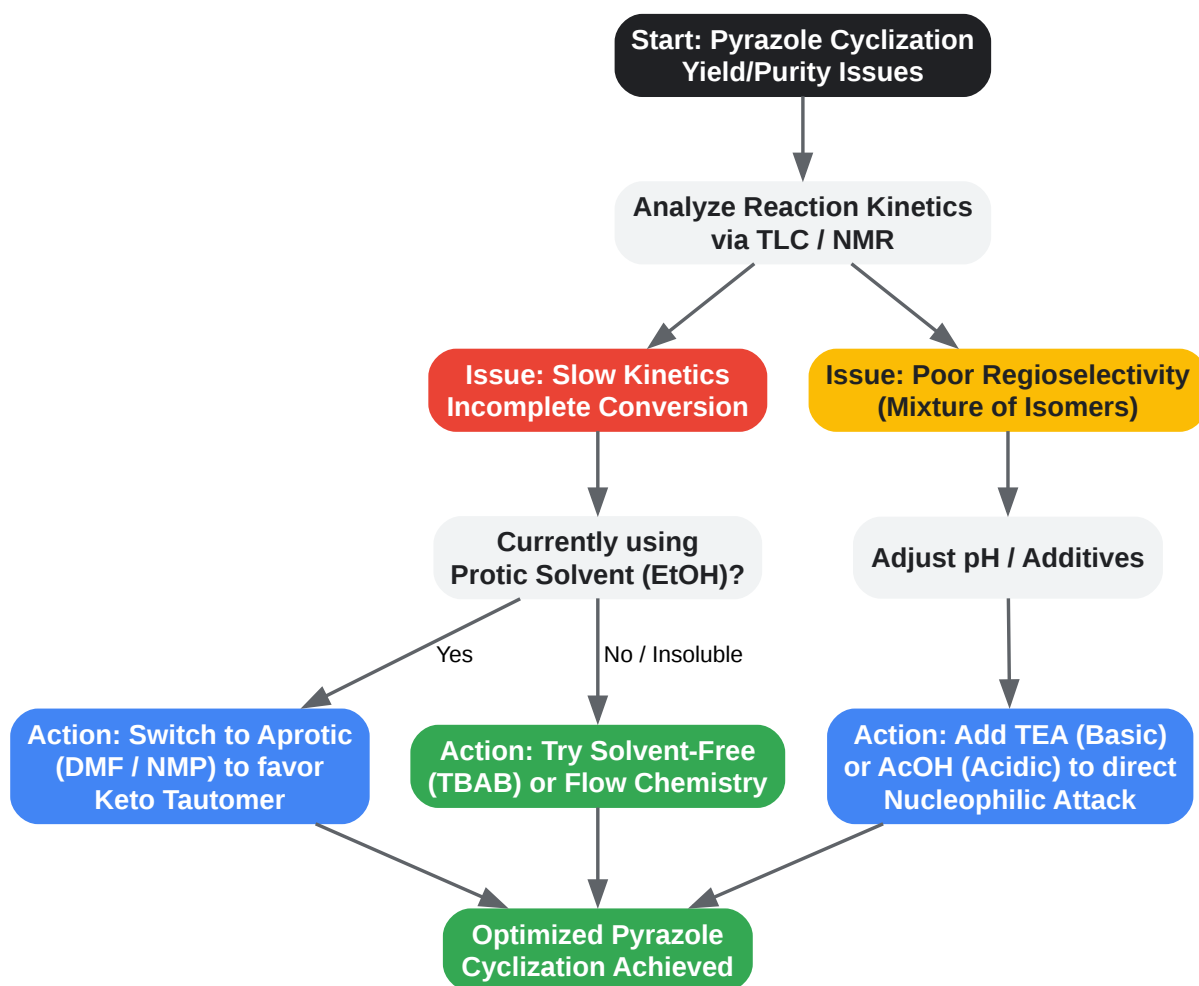 Start: Pyrazole Cyclization
Yield/Purity Issues
Analyze Reaction Kinetics
via TLC / NMR
Issue: Slow Kinetics
Incomplete Conversion
Issue: Poor Regioselectivity
(Mixture of Isomers)
Currently using
Protic Solvent (EtOH)?
Adjust pH / Additives
Yes
No / Insoluble
Action: Switch to Aprotic
(DMF / NMP) to favor
Keto Tautomer
Action: Try Solvent-Free
(TBAB) or Flow Chemistry
Action: Add TEA (Basic)
or AcOH (Acidic) to direct
Nucleophilic Attack
Optimized Pyrazole
Cyclization Achieved